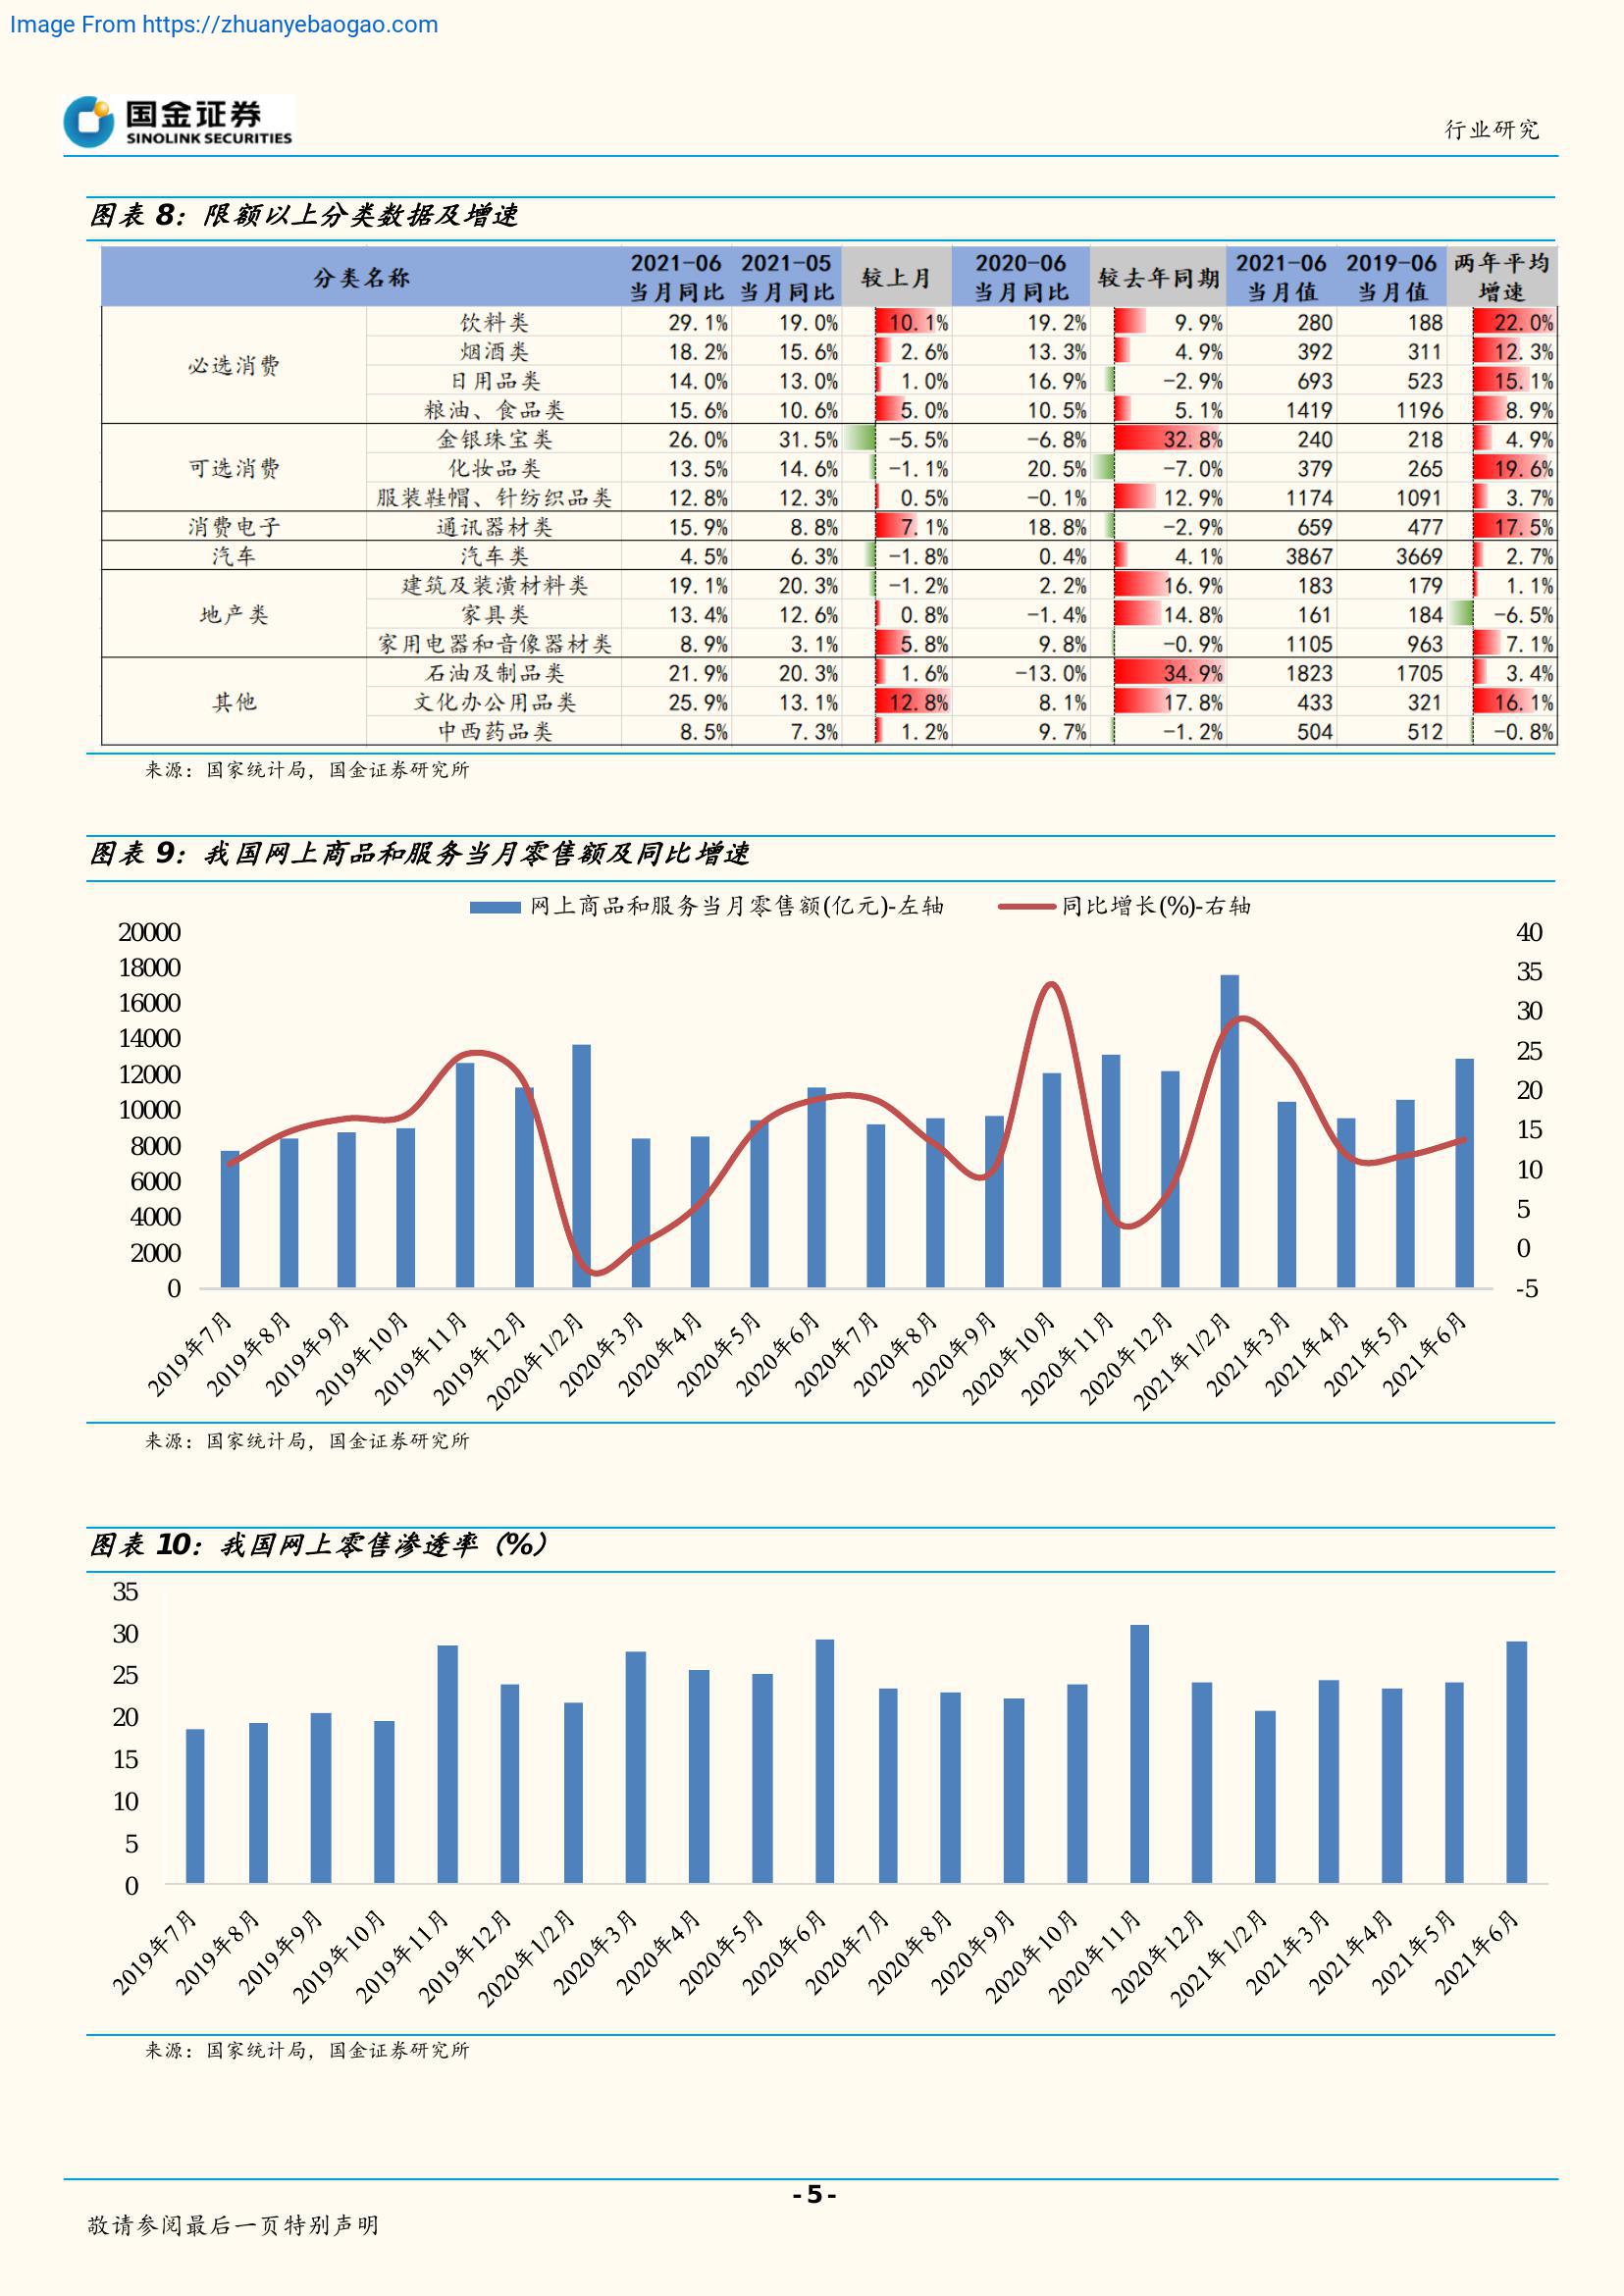 Image From https://zhuanyebaogao.com
国金证券
SINOLINK SECURITIES
行业研究
图表 8：限额以上分类数据及增速
分类名称 2021-06 当月同比 2021-05 当月同比 较上月 2020-06 当月同比 较去年同期 2021-06 当月值 2019-06 当月值 两年平均增速
必选消费 饮料类 29.1% 19.0% 10.1% 19.2% 9.9% 280 188 22.0%
烟酒类 18.2% 15.6% 2.6% 13.3% 4.9% 392 311 12.3%
日用品类 14.0% 13.0% 1.0% 16.9% -2.9% 693 523 15.1%
粮油、食品类 15.6% 10.6% 5.0% 10.5% 5.1% 1419 1196 8.9%
可选消费 金银珠宝类 26.0% 31.5% -5.5% -6.8% 32.8% 240 218 4.9%
化妆品类 13.5% 14.6% -1.1% 20.5% -7.0% 379 265 19.6%
服装鞋帽、针纺织品类 12.8% 12.3% 0.5% -0.1% 12.9% 1174 1091 3.7%
消费电子 通讯器材类 15.9% 8.8% 7.1% 18.8% -2.9% 659 477 17.5%
汽车 汽车类 4.5% 6.3% -1.8% 0.4% 4.1% 3867 3669 2.7%
地产类 建筑及装潢材料类 19.1% 20.3% -1.2% 2.2% 16.9% 183 179 1.1%
家具类 13.4% 12.6% 0.8% -1.4% 14.8% 161 184 -6.5%
家用电器和音像器材类 8.9% 3.1% 5.8% 9.8% -0.9% 1105 963 7.1%
其他 石油及制品类 21.9% 20.3% 1.6% -13.0% 34.9% 1823 1705 3.4%
文化办公用品类 25.9% 13.1% 12.8% 8.1% 17.8% 433 321 16.1%
中西药品类 8.5% 7.3% 1.2% 9.7% -1.2% 504 512 -0.8%
来源：国家统计局，国金证券研究所
图表 9：我国网上商品和服务当月零售额及同比增速
网上商品和服务当月零售额(亿元)-左轴 同比增长(%)-右轴
20000 40
18000 35
16000 30
14000 25
12000 20
10000 15
8000 10
6000 5
4000 0
2000 -5
0
2019年7月 2019年8月 2019年9月 2019年10月 2019年11月 2019年12月 2020年1/2月 2020年3月 2020年4月 2020年5月 2020年6月 2020年7月 2020年8月 2020年9月 2020年10月 2020年11月 2020年12月 2021年1/2月 2021年3月 2021年4月 2021年5月 2021年6月
来源：国家统计局，国金证券研究所
图表 10：我国网上零售渗透率（%）
35
30
25
20
15
10
5
0
2019年7月 2019年8月 2019年9月 2019年10月 2019年11月 2019年12月 2020年1/2月 2020年3月 2020年4月 2020年5月 2020年6月 2020年7月 2020年8月 2020年9月 2020年10月 2020年11月 2020年12月 2021年1/2月 2021年3月 2021年4月 2021年5月 2021年6月
来源：国家统计局，国金证券研究所
- 5 -
敬请参阅最后一页特别声明